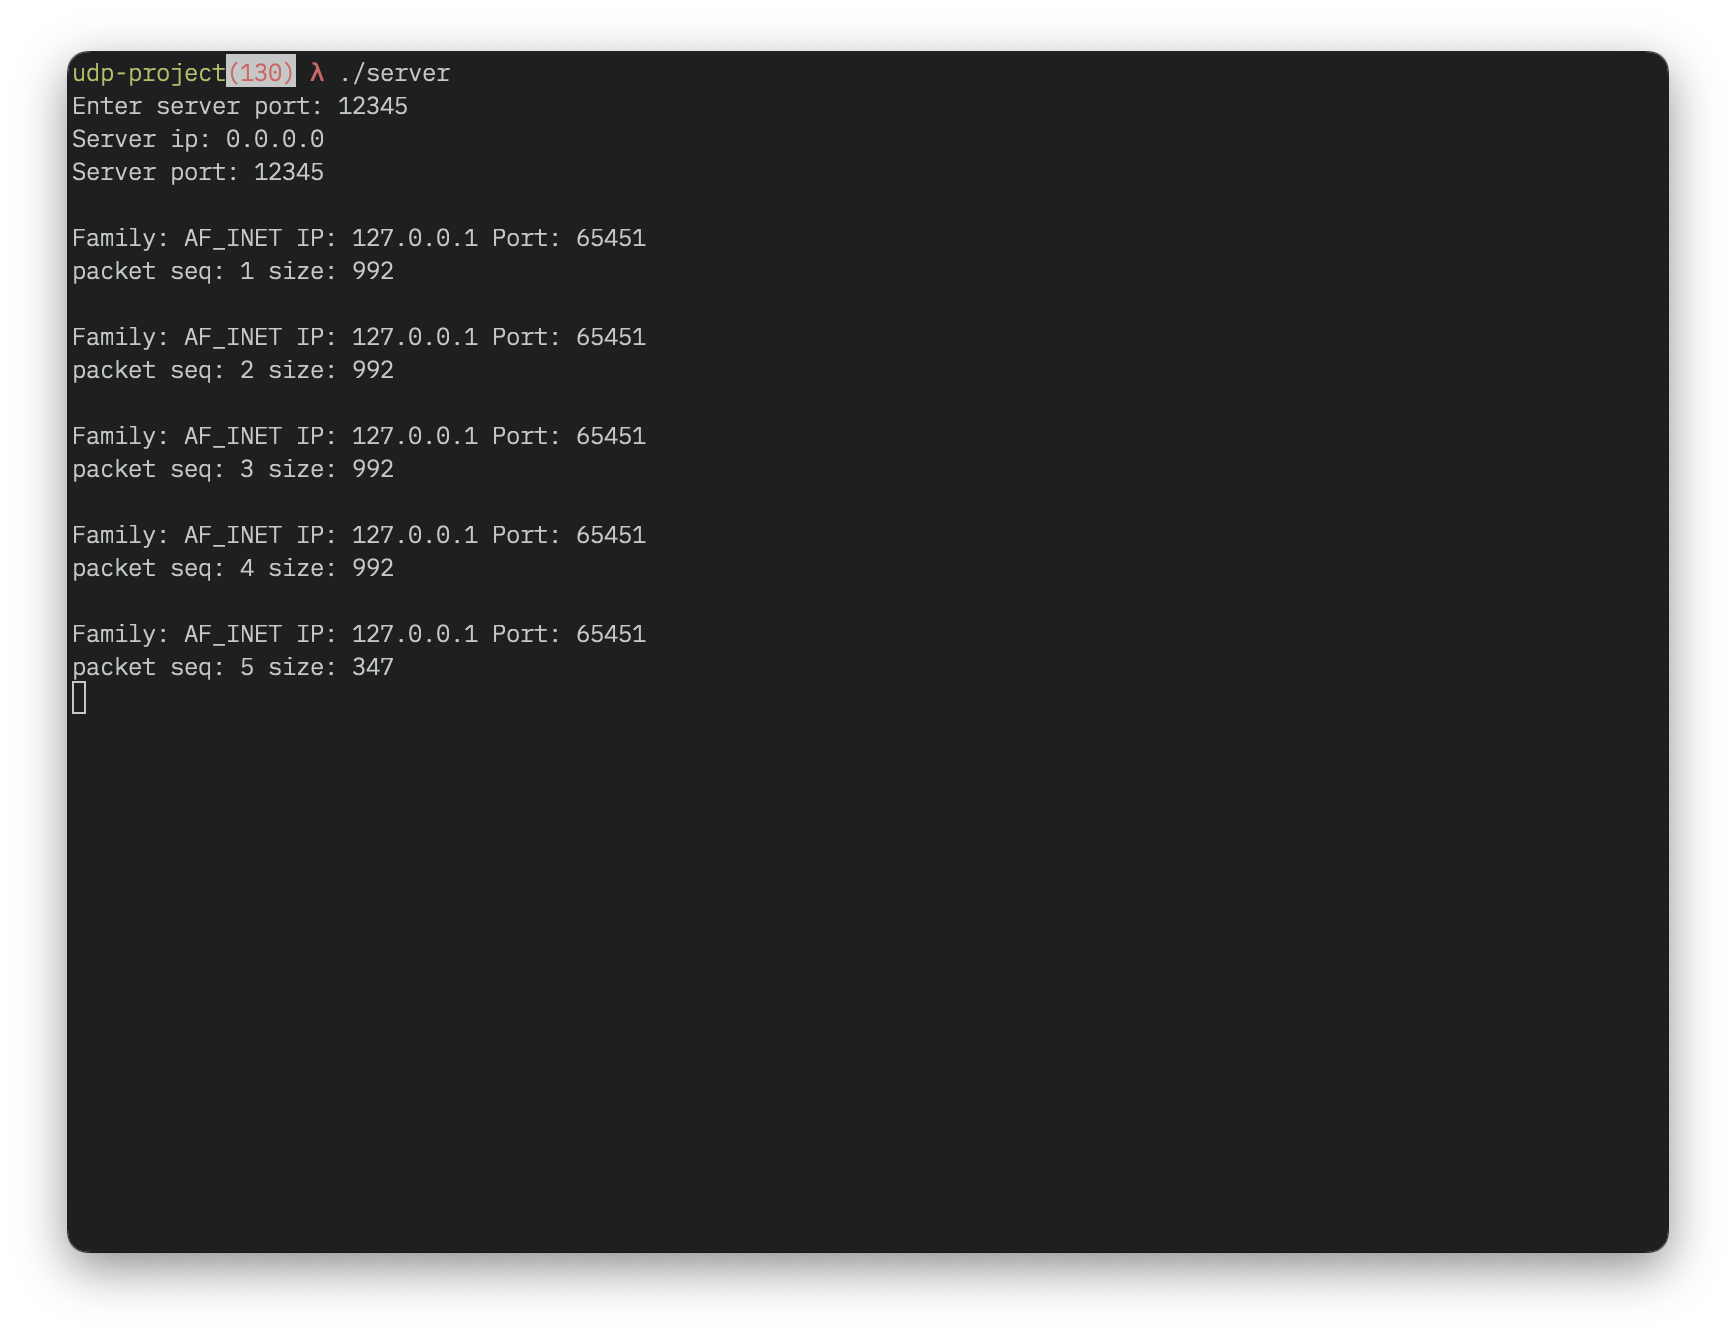 udp-project(130) λ ./server
Enter server port: 12345
Server ip: 0.0.0.0
Server port: 12345
Family: AF_INET IP: 127.0.0.1 Port: 65451
packet seq: 1 size: 992
Family: AF_INET IP: 127.0.0.1 Port: 65451
packet seq: 2 size: 992
Family: AF_INET IP: 127.0.0.1 Port: 65451
packet seq: 3 size: 992
Family: AF_INET IP: 127.0.0.1 Port: 65451
packet seq: 4 size: 992
Family: AF_INET IP: 127.0.0.1 Port: 65451
packet seq: 5 size: 347